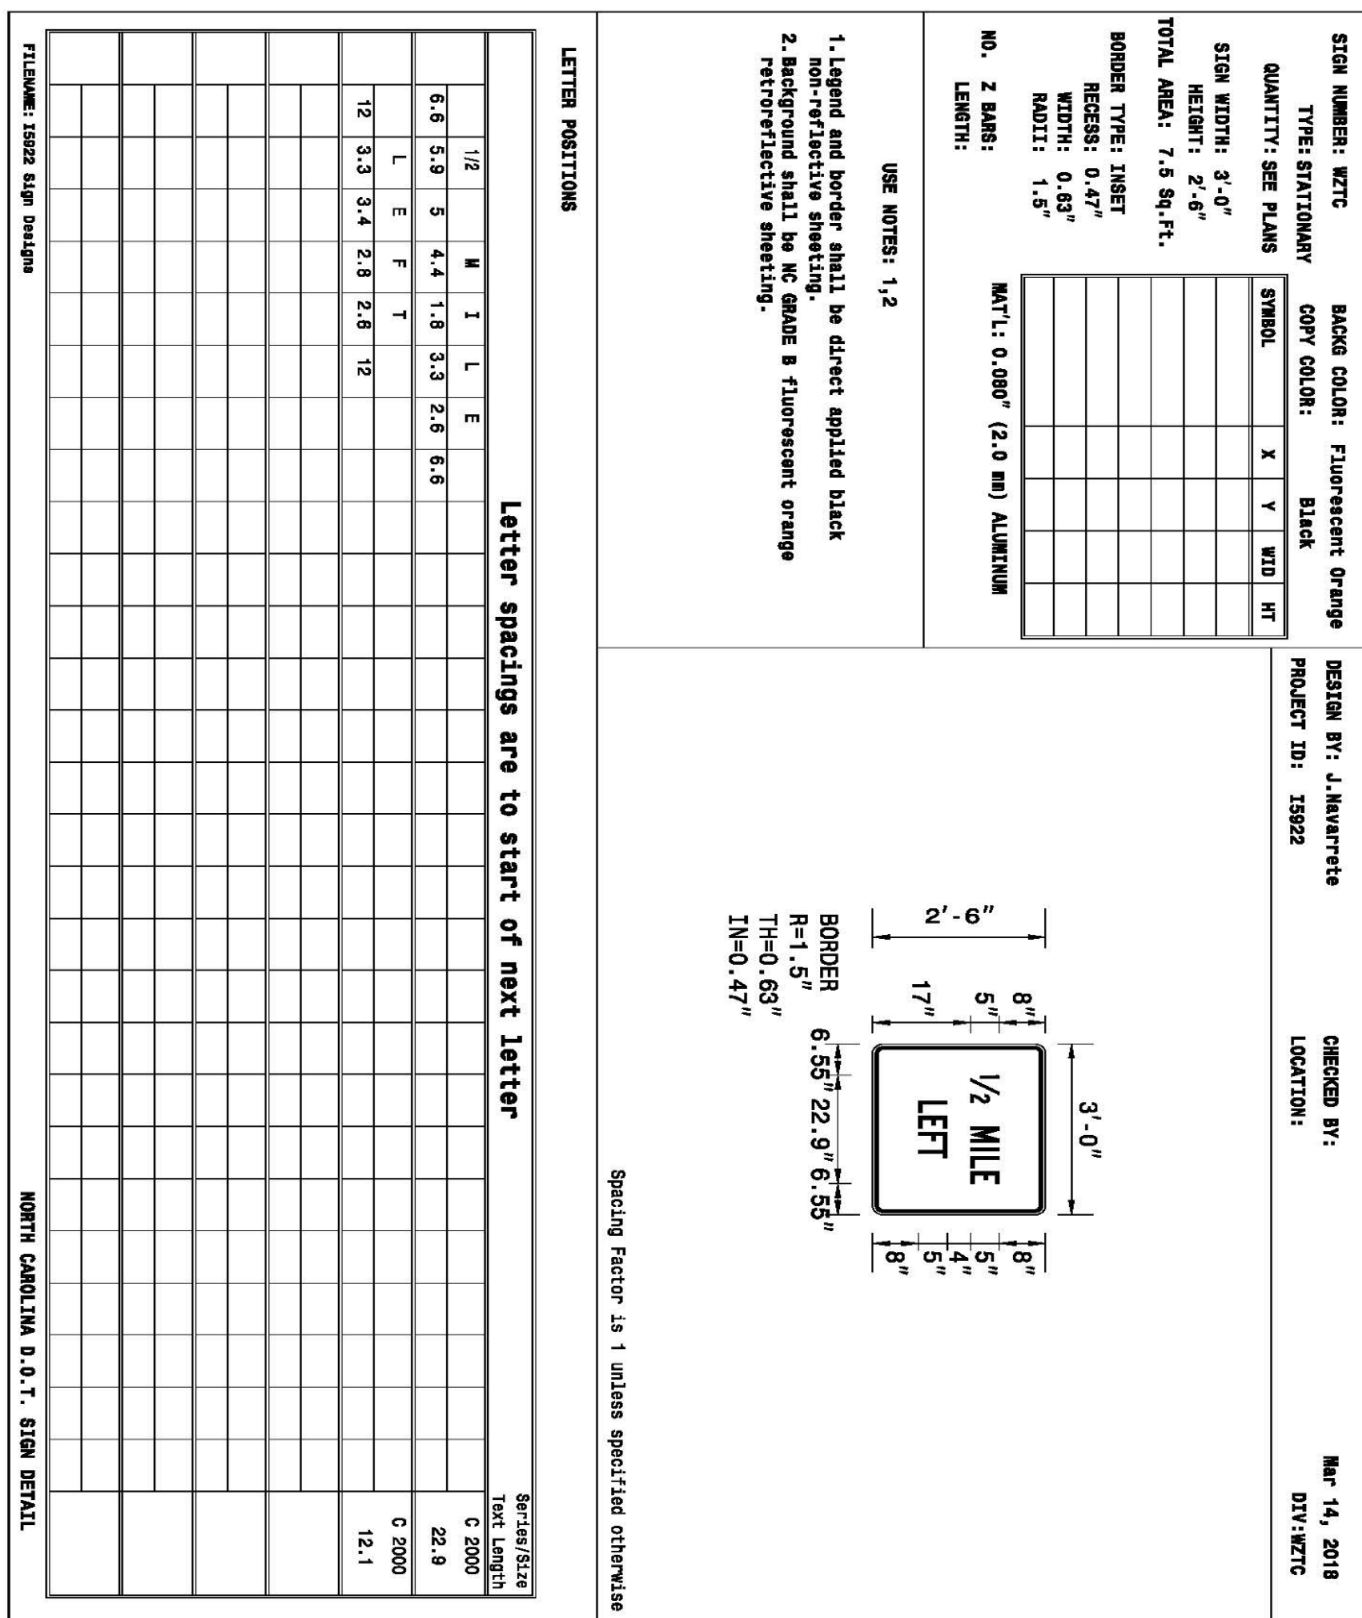 SIGN NUMBER: WZTC
TYPE: STATIONARY
QUANTITY: SEE PLANS
SIGN WIDTH: 3'-0"
HEIGHT: 2'-6"
TOTAL AREA: 7.5 Sq.Ft.
BORDER TYPE: INSET
RECESS: 0.47"
WIDTH: 0.63"
RADII: 1.5"
NO. Z BARS:
LENGTH:
BACKG COLOR: Fluorescent Orange
COPY COLOR: Black
SYMBOL X Y WID HT
MAT'L: 0.080" (2.0 mm) ALUMINUM
USE NOTES: 1,2
1. Legend and border shall be direct applied black
non-reflective sheeting.
2. Background shall be NC GRADE B fluorescent orange
retroreflective sheeting.
DESIGN BY: J.Navarrete
PROJECT ID: I5922
CHECKED BY:
LOCATION:
Mar 14, 2018
DIV: WZTC
3'-0"
2'-6"
8"
5"
17"
1/2 MILE
LEFT
8"
5"
4"
5"
8"
6.55" 22.9" 6.55"
BORDER
R=1.5"
TH=0.63"
IN=0.47"
Spacing Factor is 1 unless specified otherwise
LETTER POSITIONS
Letter spacings are to start of next letter
Series/Size
Text Length
1/2 M I L E C 2000
6.6 5.9 5 4.4 1.8 3.3 2.6 6.6 22.9
L E F T C 2000
12 3.3 3.4 2.8 2.6 12 12.1
FILENAME: I5922 Sign Designs
NORTH CAROLINA D.O.T. SIGN DETAIL